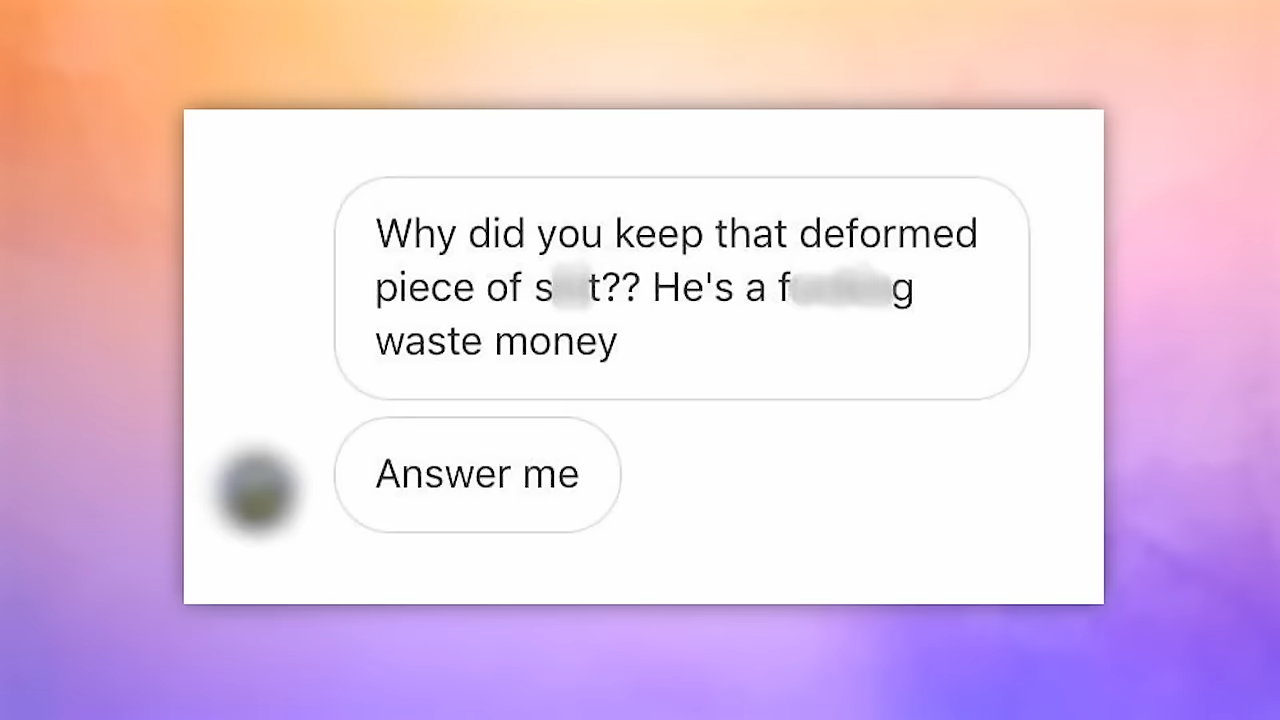 Why did you keep that deformed
piece of s t?? He's a f g
waste money
Answer me